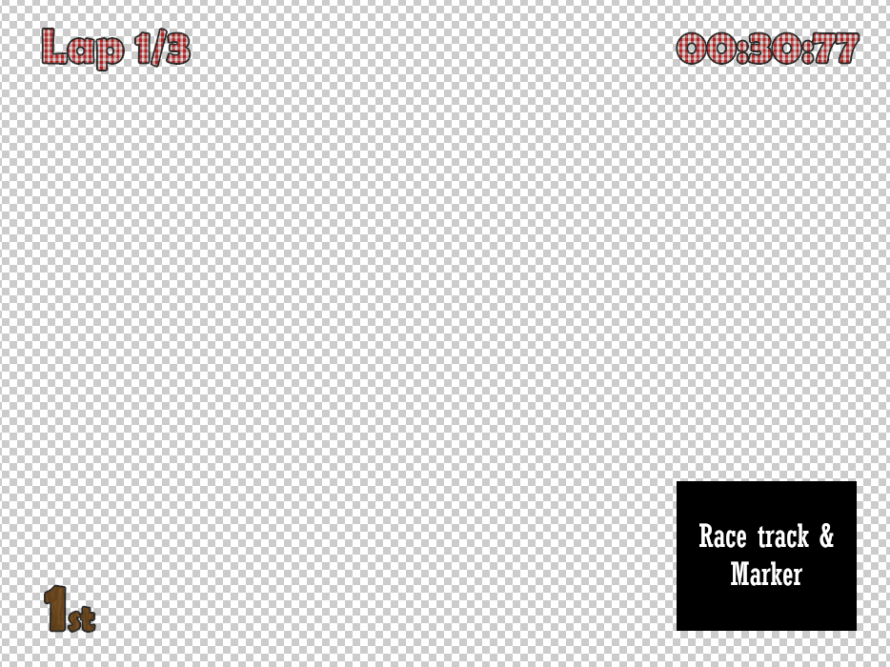 Lap 1/3
00:30:77
Race track &
Marker
1st